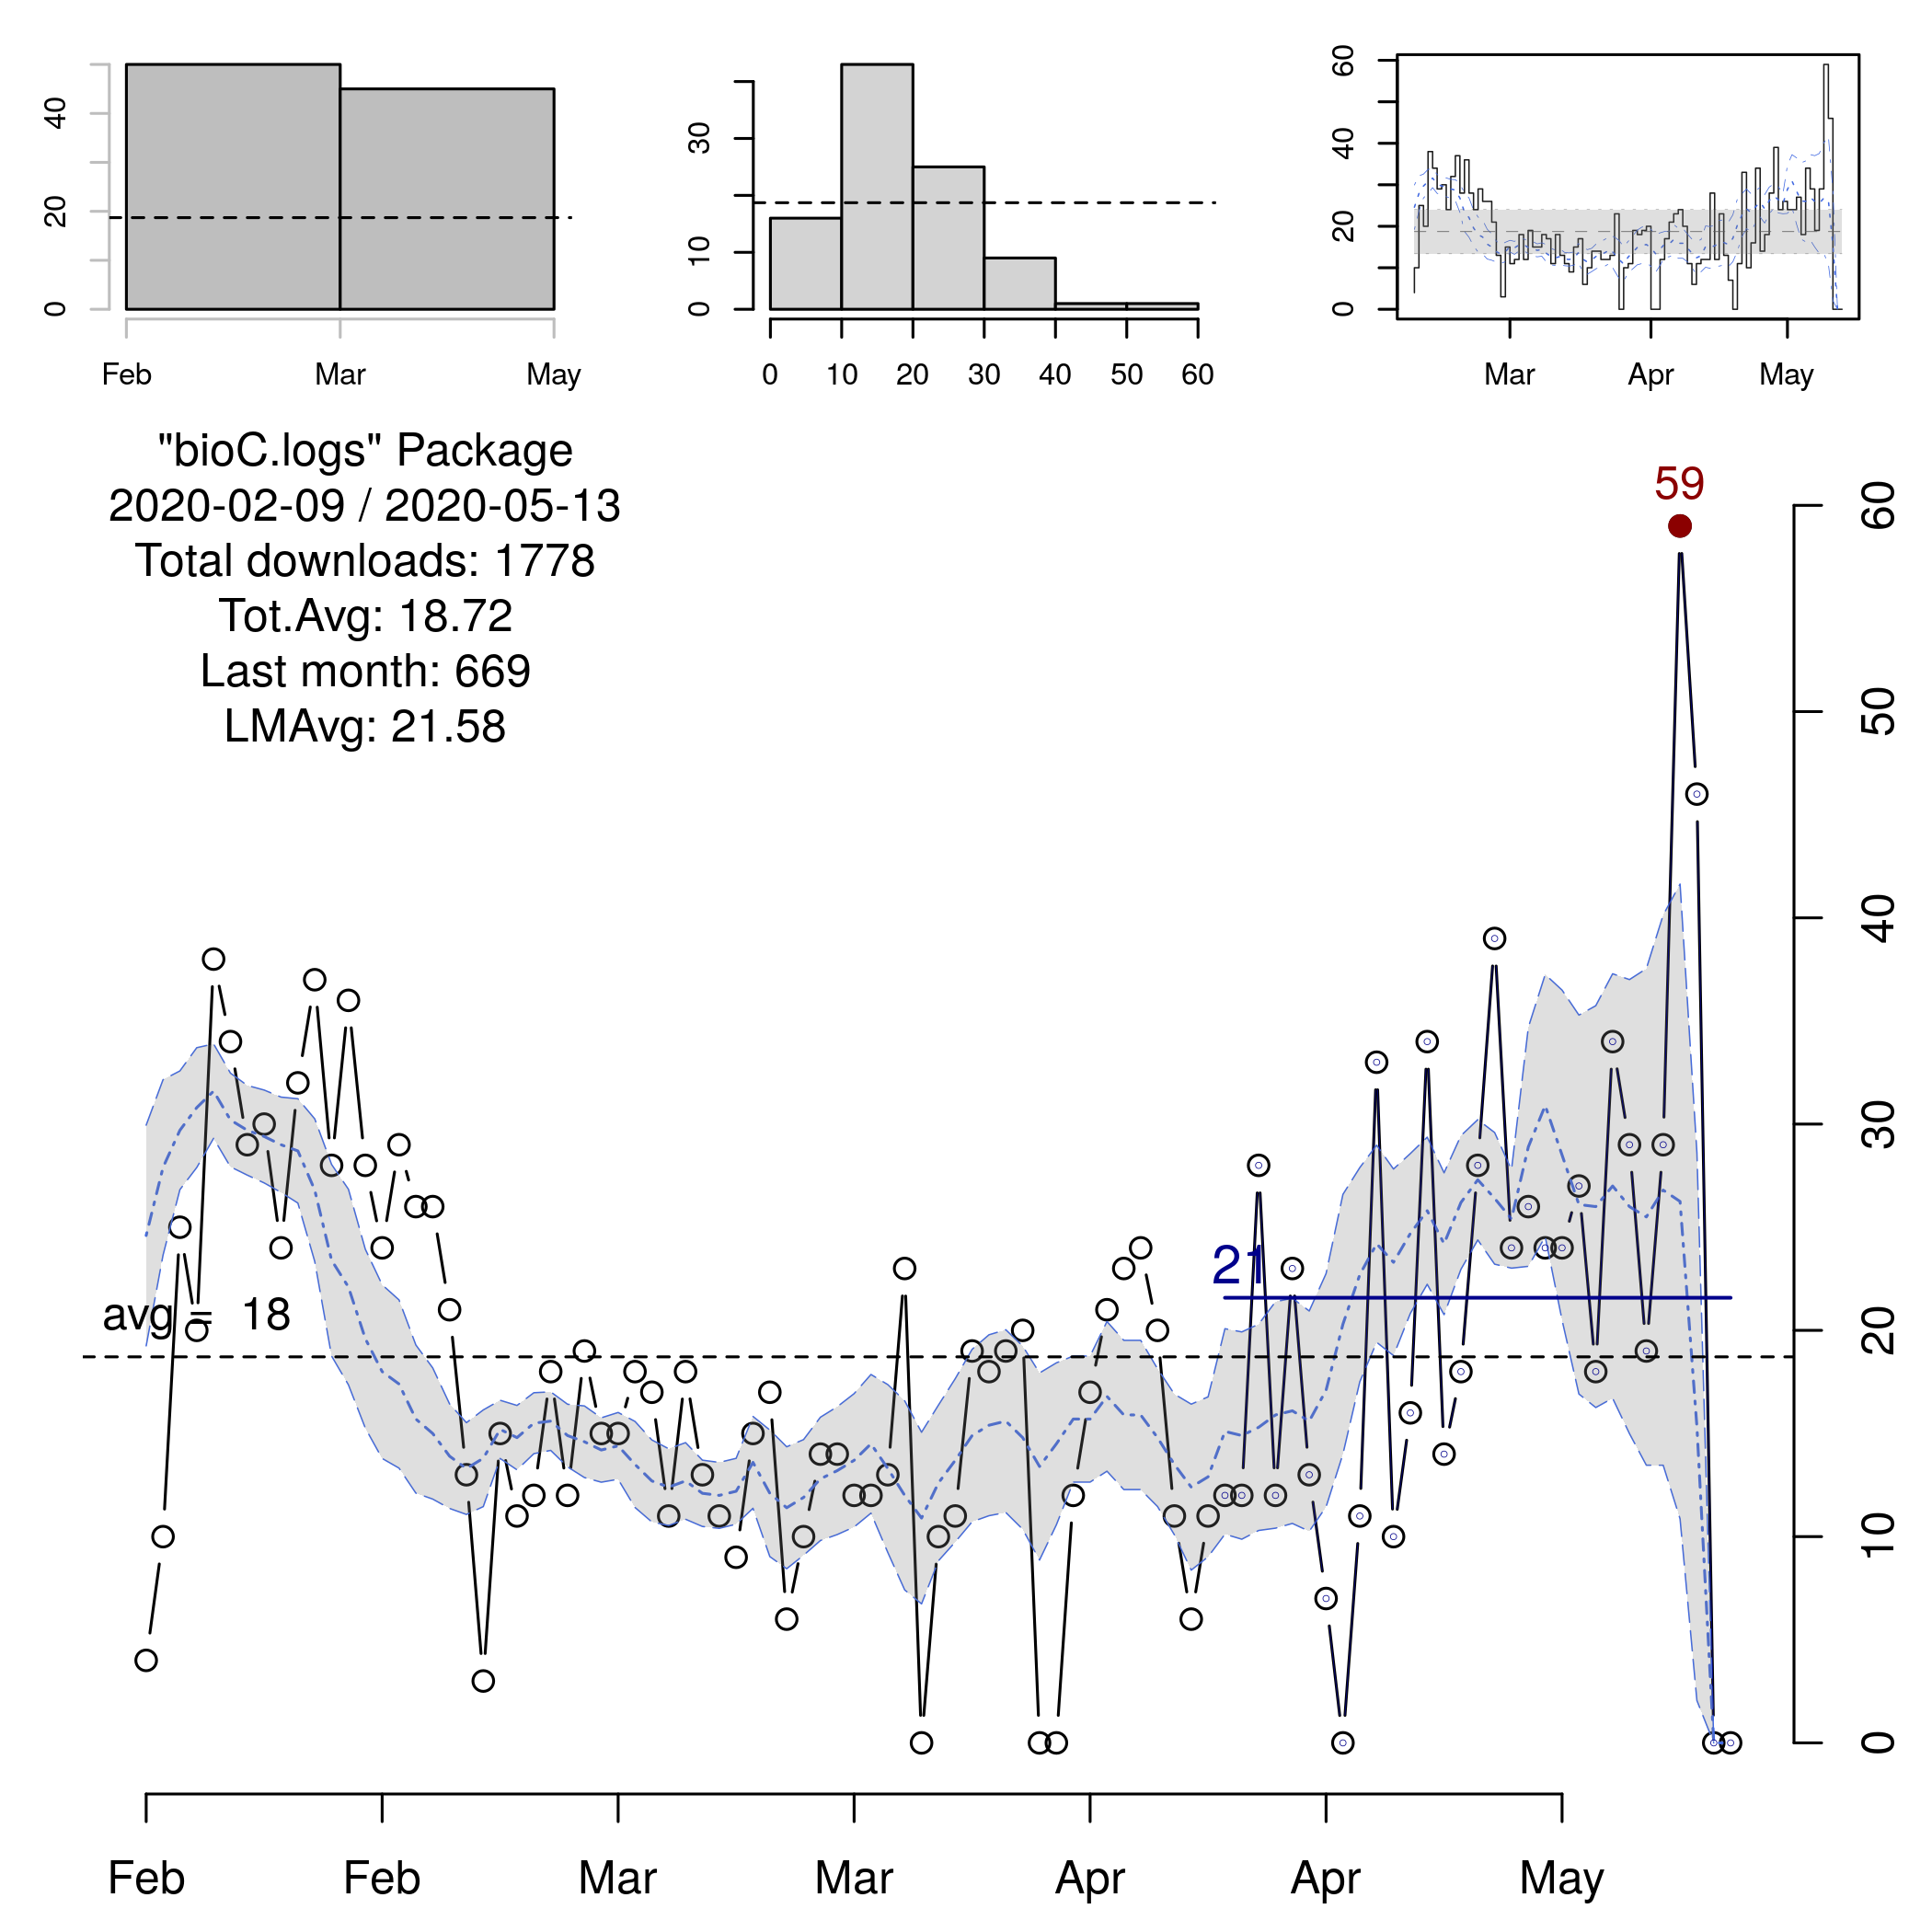 0 20 40
Feb Mar May
0 10 30
0 10 20 30 40 50 60
0 20 40 60
Mar Apr May
"bioC.logs" Package
2020-02-09 / 2020-05-13
Total downloads: 1778
Tot.Avg: 18.72
Last month: 669
LMAvg: 21.58
59
21
avg = 18
0 10 20 30 40 50 60
Feb Feb Mar Mar Apr Apr May